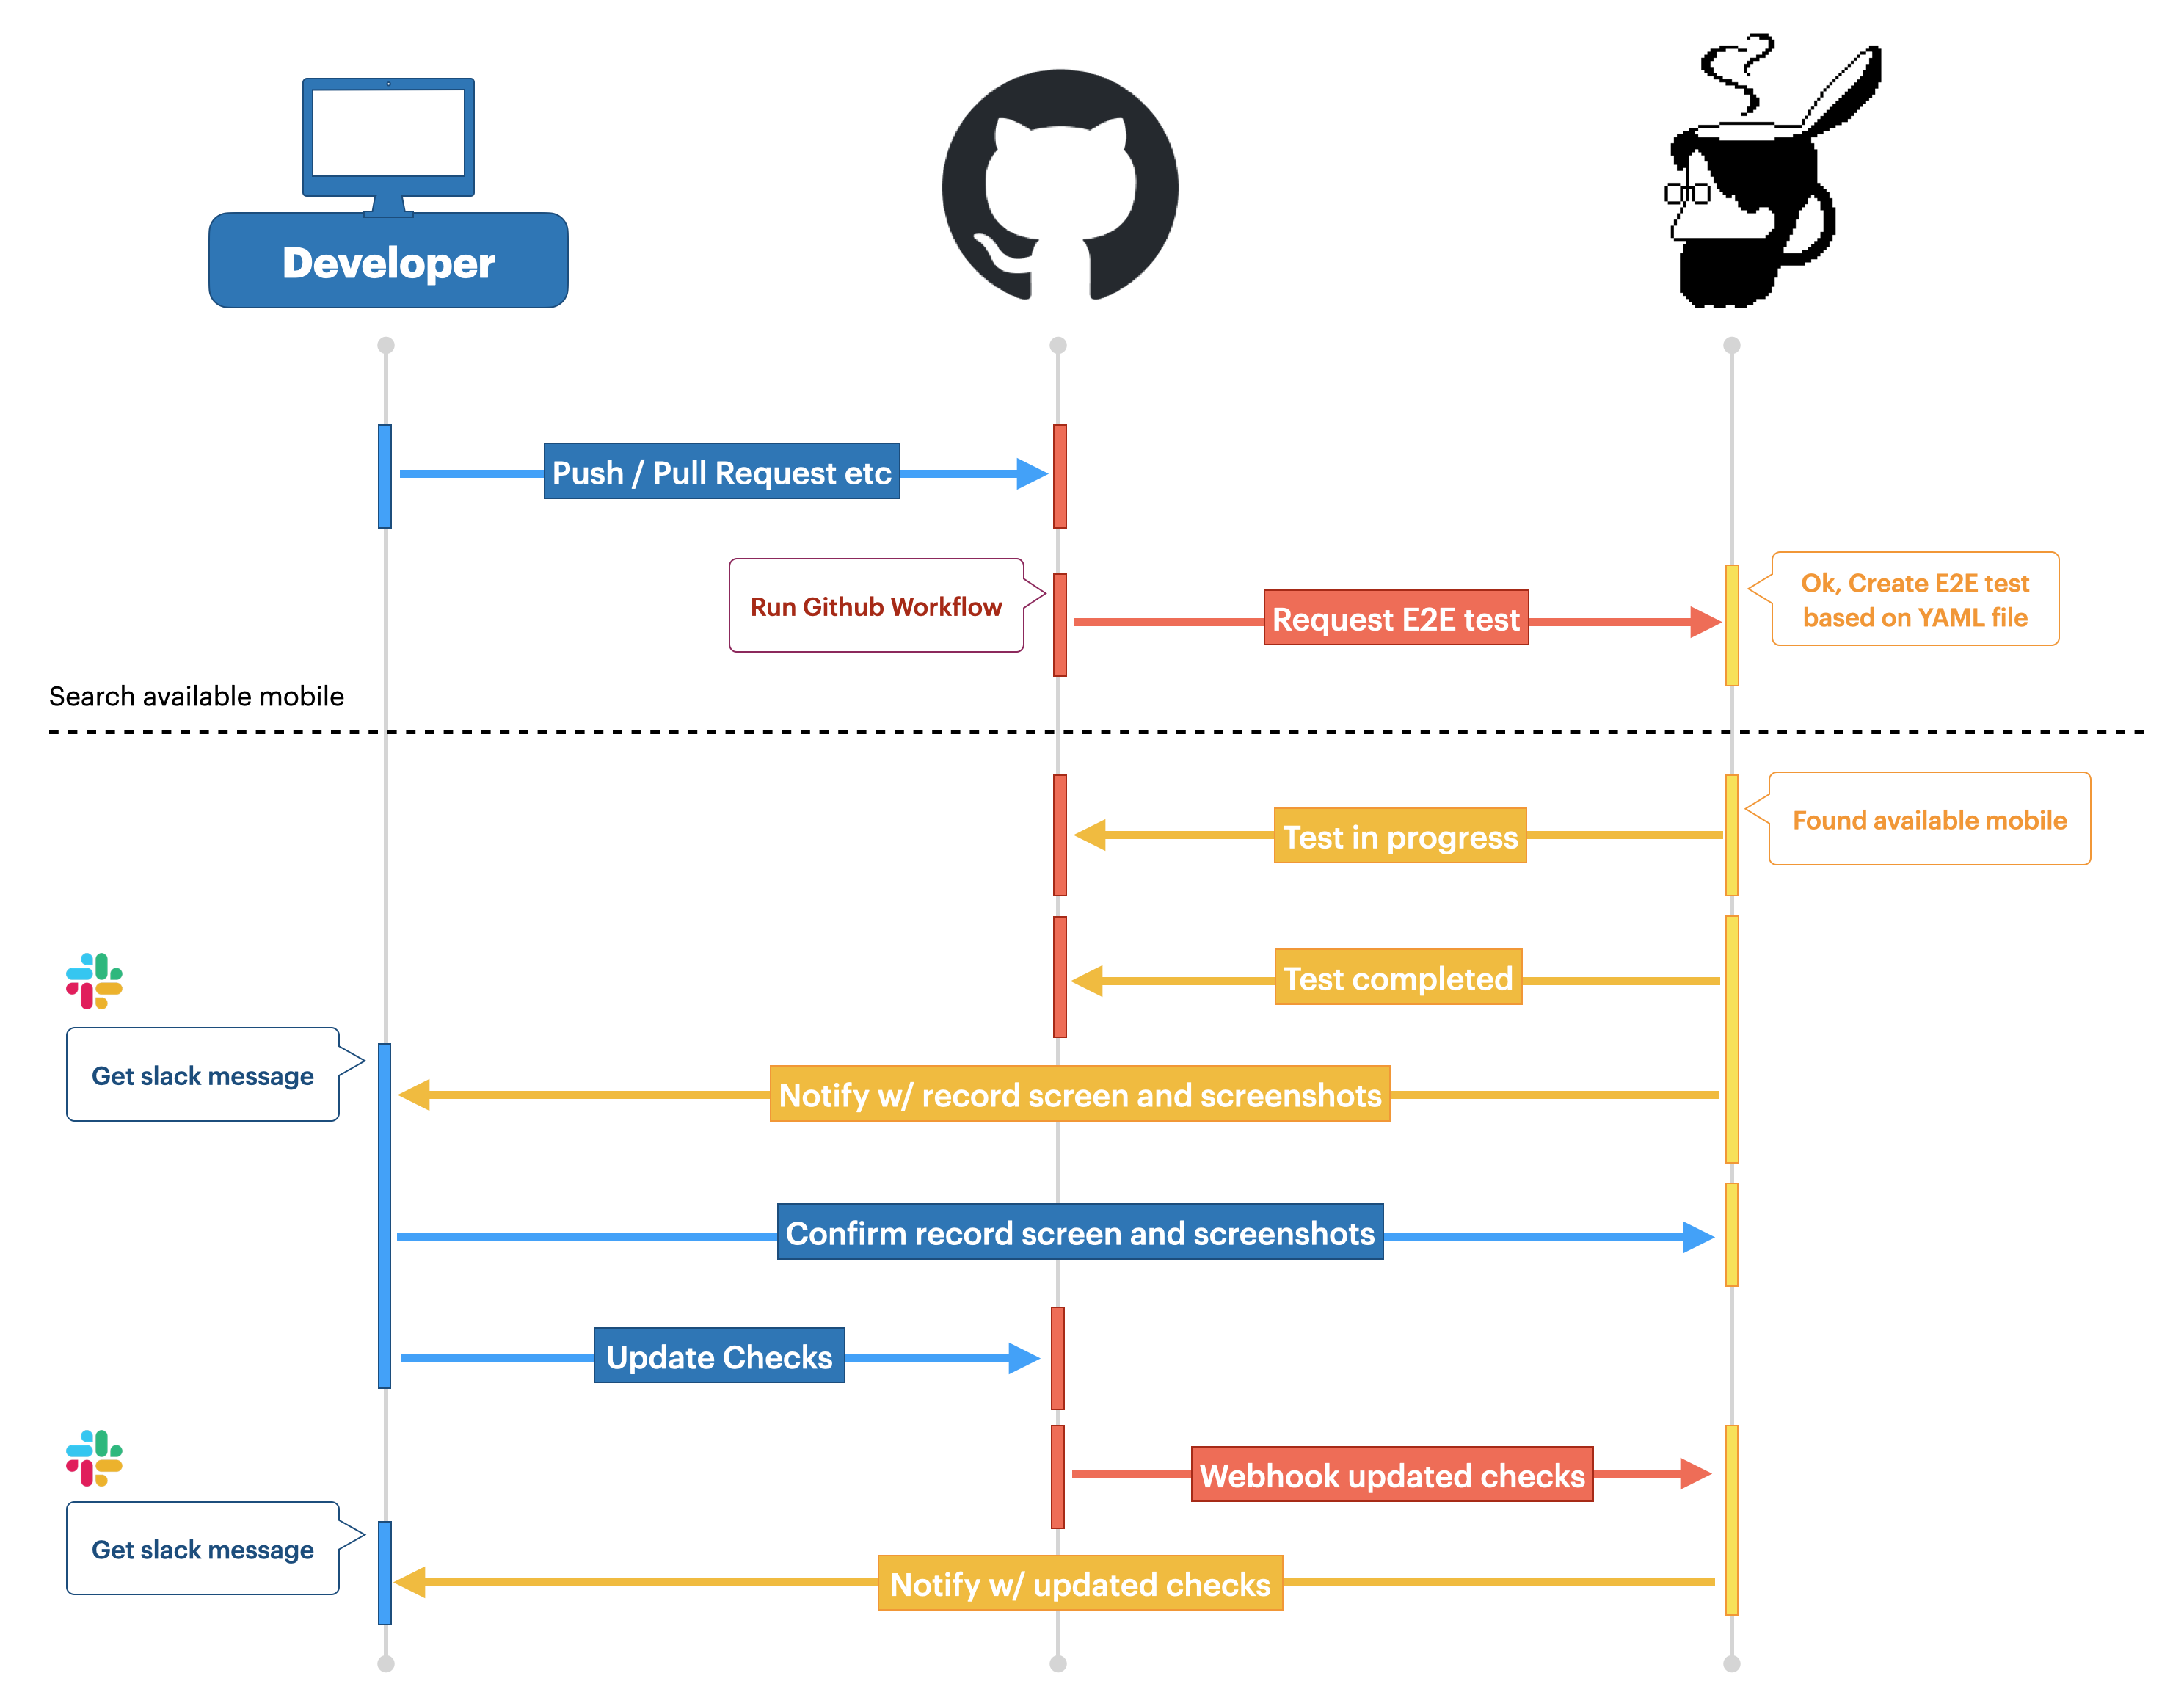 Developer
Push / Pull Request etc
Run Github Workflow
Request E2E test
Ok, Create E2E test
based on YAML file
Search available mobile
Test in progress
Found available mobile
Test completed
Get slack message
Notify w/ record screen and screenshots
Confirm record screen and screenshots
Update Checks
Webhook updated checks
Get slack message
Notify w/ updated checks